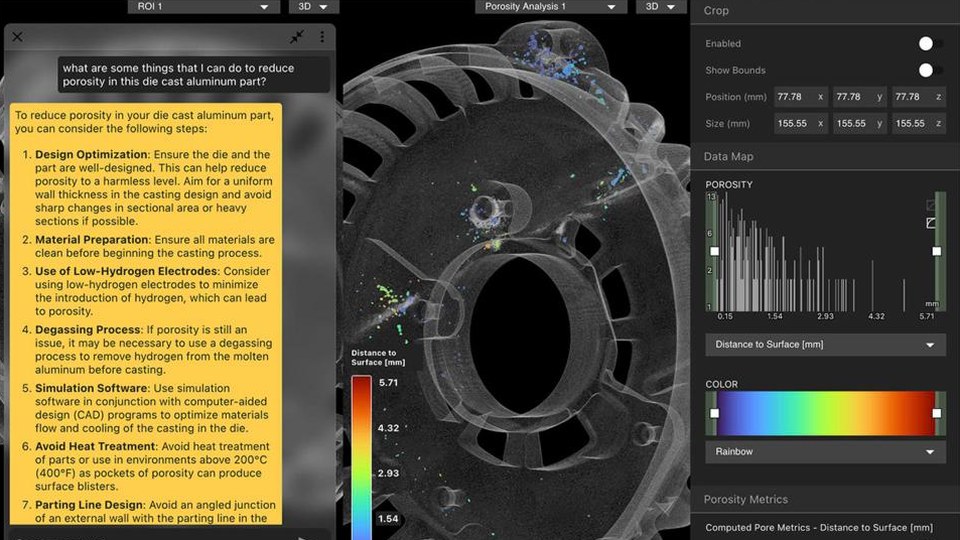 ROI 1
3D
what are some things that I can do to reduce
porosity in this die cast aluminum part?
To reduce porosity in your die cast aluminum part,
you can consider the following steps:
1. Design Optimization: Ensure the die and the
part are well-designed. This can help reduce
porosity to a harmless level. Aim for a uniform
wall thickness in the casting design and avoid
sharp changes in sectional area or heavy
sections if possible.
2. Material Preparation: Ensure all materials are
clean before beginning the casting process.
3. Use of Low-Hydrogen Electrodes: Consider
using low-hydrogen electrodes to minimize
the introduction of hydrogen, which can lead
to porosity.
4. Degassing Process: If porosity is still an
issue, it may be necessary to use a degassing
process to remove hydrogen from the molten
aluminum before casting.
5. Simulation Software: Use simulation
software in conjunction with computer-aided
design (CAD) programs to optimize materials
flow and cooling of the casting in the die.
6. Avoid Heat Treatment: Avoid heat treatment
of parts or use in environments above 200°C
(400°F) as pockets of porosity can produce
surface blisters.
7. Parting Line Design: Avoid an angled junction
of an external wall with the parting line in the
Porosity Analysis 1
3D
Distance to
Surface [mm]
5.71
4.32
2.93
1.54
Crop
Enabled
Show Bounds
Position (mm) 77.78 x 77.78 y 77.78 z
Size (mm) 155.55 x 155.55 y 155.55 z
Data Map
POROSITY
13
6
2
1
mm
0.15 1.54 2.93 4.32 5.71
Distance to Surface [mm]
COLOR
Rainbow
Porosity Metrics
Computed Pore Metrics - Distance to Surface [mm]